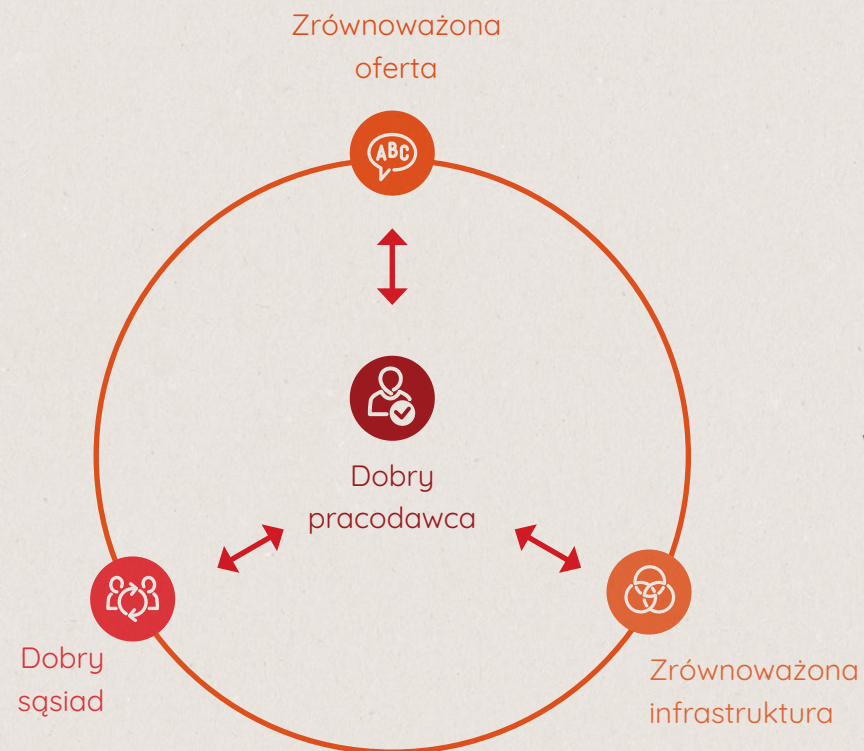 Zrównoważona
oferta
ABC
Dobry
pracodawca
Dobry
sąsiad
Zrównoważona
infrastruktura